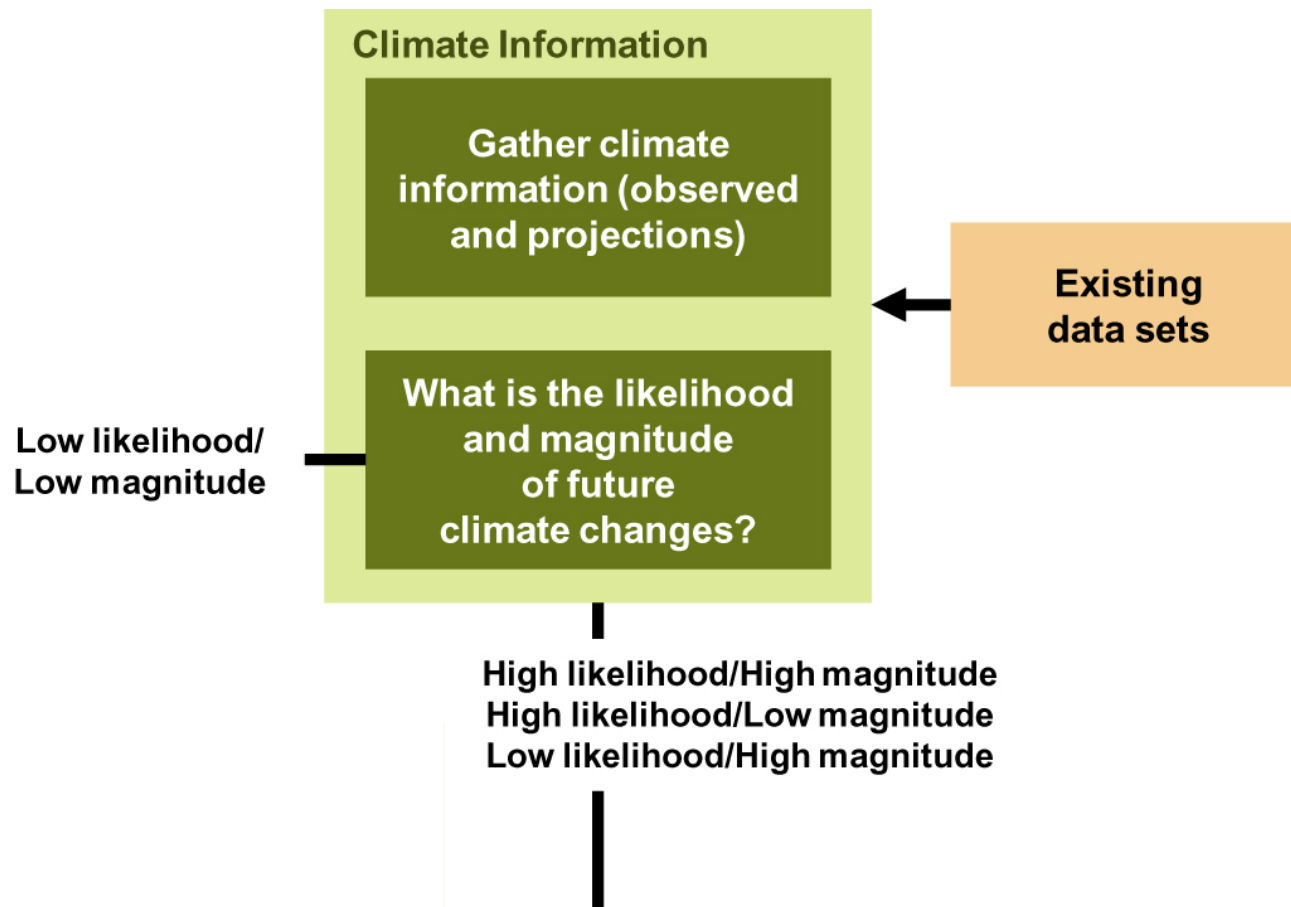 Climate Information
Gather climate
information (observed
and projections)
Existing
data sets
What is the likelihood
and magnitude
of future
climate changes?
Low likelihood/
Low magnitude
High likelihood/High magnitude
High likelihood/Low magnitude
Low likelihood/High magnitude